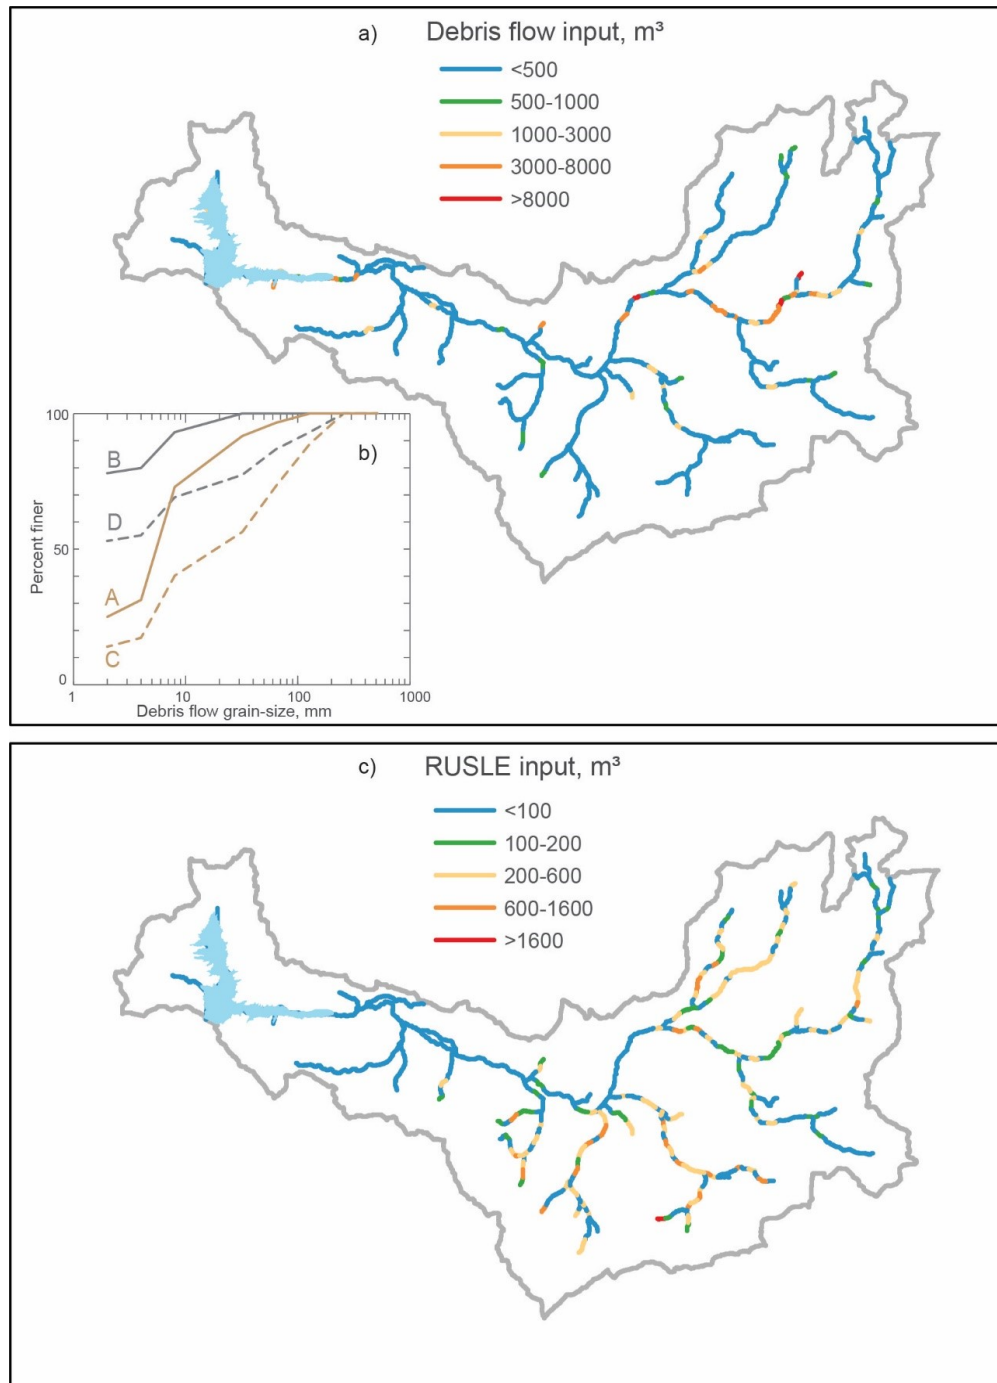 a) Debris flow input, m³
<500
500-1000
1000-3000
3000-8000
>8000
100
b)
B
D
50
Percent finer
A
C
0
1 10 100 1000
Debris flow grain-size, mm
c) RUSLE input, m³
<100
100-200
200-600
600-1600
>1600